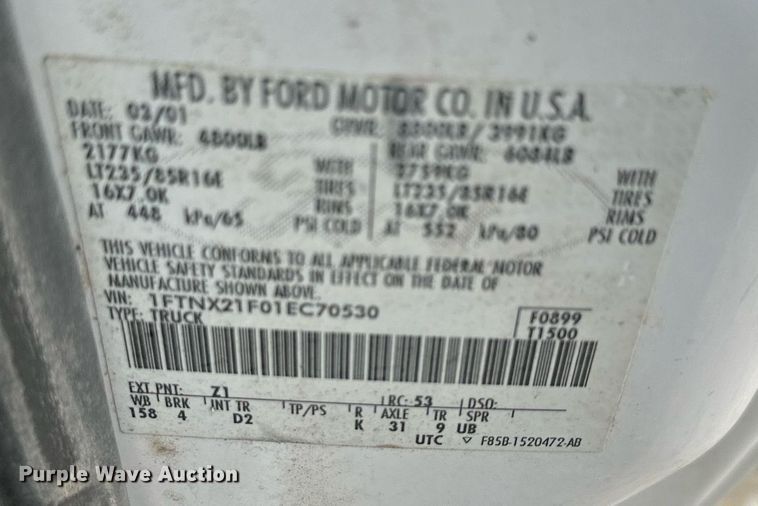 MFD. BY FORD MOTOR CO. IN U.S.A.
DATE: 02/01 GVWR: 8800LB/3991KG
FRONT GAWR: 4800LB REAR GAWR: 6084LB
2177KG WITH 2759KG WITH
LT235/85R16E TIRES LT235/85R16E TIRES
16X7.0K RIMS 16X7.0K RIMS
AT 448 kPa/65 PSI COLD AT 552 kPa/80 PSI COLD
THIS VEHICLE CONFORMS TO ALL APPLICABLE FEDERAL MOTOR
VEHICLE SAFETY STANDARDS IN EFFECT ON THE DATE OF
MANUFACTURE SHOWN ABOVE.
VIN: 1FTNX21F01EC70530 F0899
TYPE: TRUCK T1500
EXT PNT: Z1 RC: 53 DSO:
WB BRK INT TR TP/PS R AXLE TR SPR
158 4 D2 K 31 9 UB
UTC ▽ F85B-1520472-AB
Purple Wave Auction